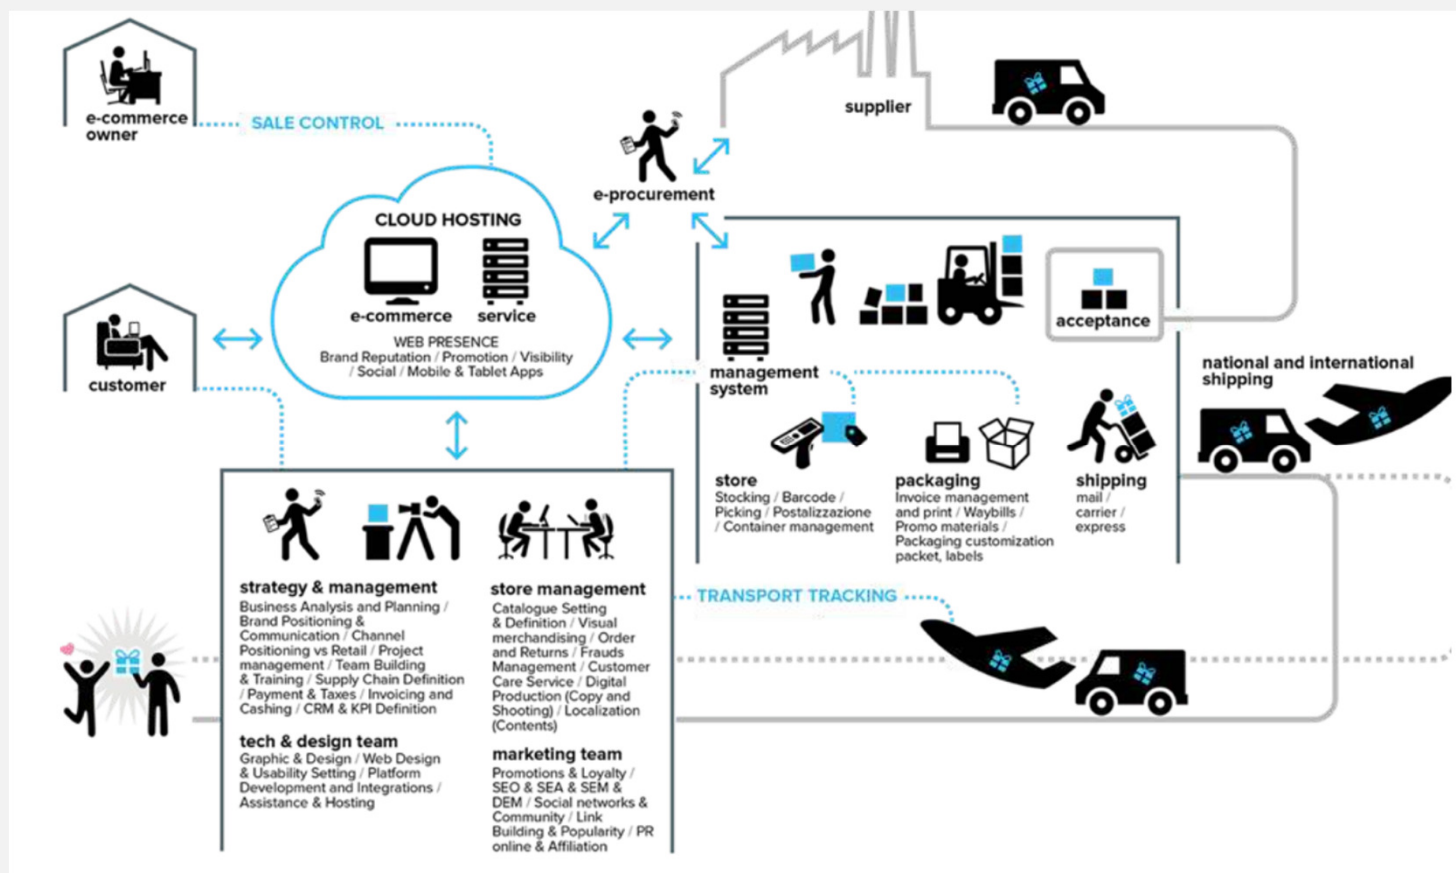 e-commerce
owner
SALE CONTROL
supplier
e-procurement
CLOUD HOSTING
e-commerce
service
WEB PRESENCE
Brand Reputation / Promotion / Visibility
/ Social / Mobile & Tablet Apps
customer
management
system
acceptance
national and international
shipping
store
Stocking / Barcode /
Picking / Postalizzazione
/ Container management
packaging
Invoice management
and print / Waybills /
Promo materials /
Packaging customization
packet, labels
shipping
mail /
carrier /
express
TRANSPORT TRACKING
strategy & management
Business Analysis and Planning /
Brand Positioning &
Communication / Channel
Positioning vs Retail / Project
management / Team Building
& Training / Supply Chain Definition
/ Payment & Taxes / Invoicing and
Cashing / CRM & KPI Definition
tech & design team
Graphic & Design / Web Design
& Usability Setting / Platform
Development and Integrations /
Assistance & Hosting
store management
Catalogue Setting
& Definition / Visual
merchandising / Order
and Returns / Frauds
Management / Customer
Care Service / Digital
Production (Copy and
Shooting) / Localization
(Contents)
marketing team
Promotions & Loyalty /
SEO & SEA & SEM &
DEM / Social networks &
Community / Link
Building & Popularity / PR
online & Affiliation